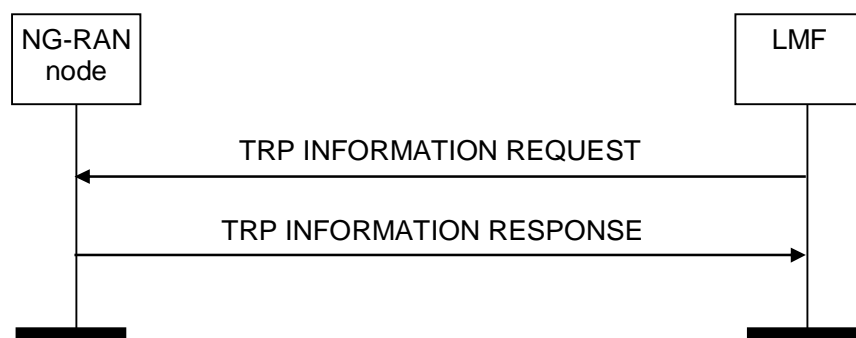 NG-RAN
node
LMF
TRP INFORMATION REQUEST
TRP INFORMATION RESPONSE